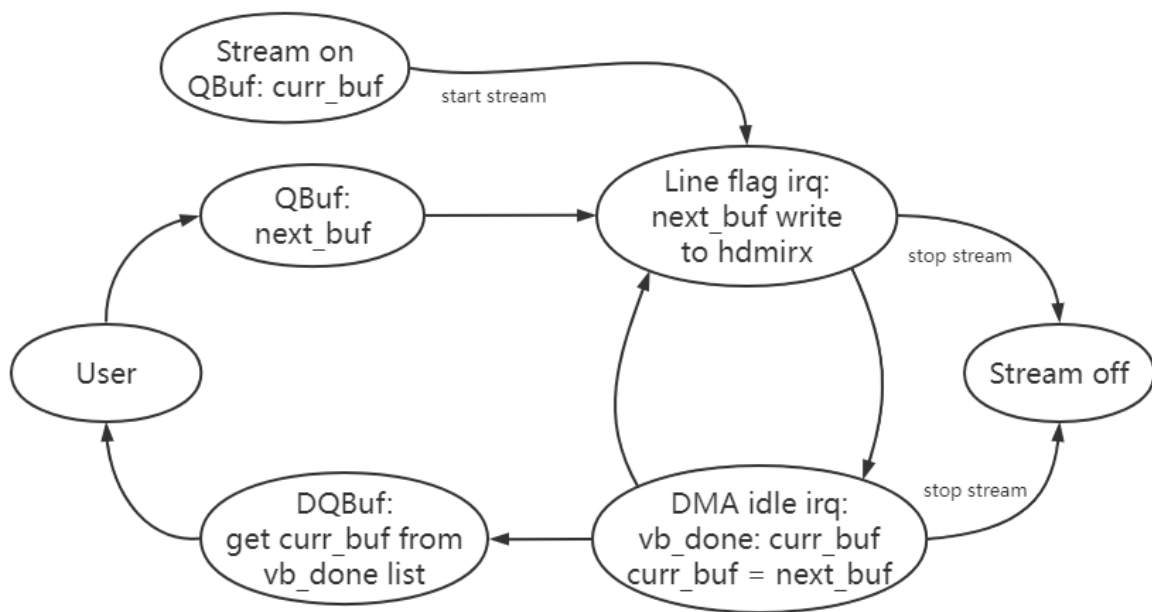 Stream on
QBuf: curr_buf
start stream
QBuf:
next_buf
Line flag irq:
next_buf write
to hdmirx
stop stream
User
Stream off
DQBuf:
get curr_buf from
vb_done list
DMA idle irq:
vb_done: curr_buf
curr_buf = next_buf
stop stream